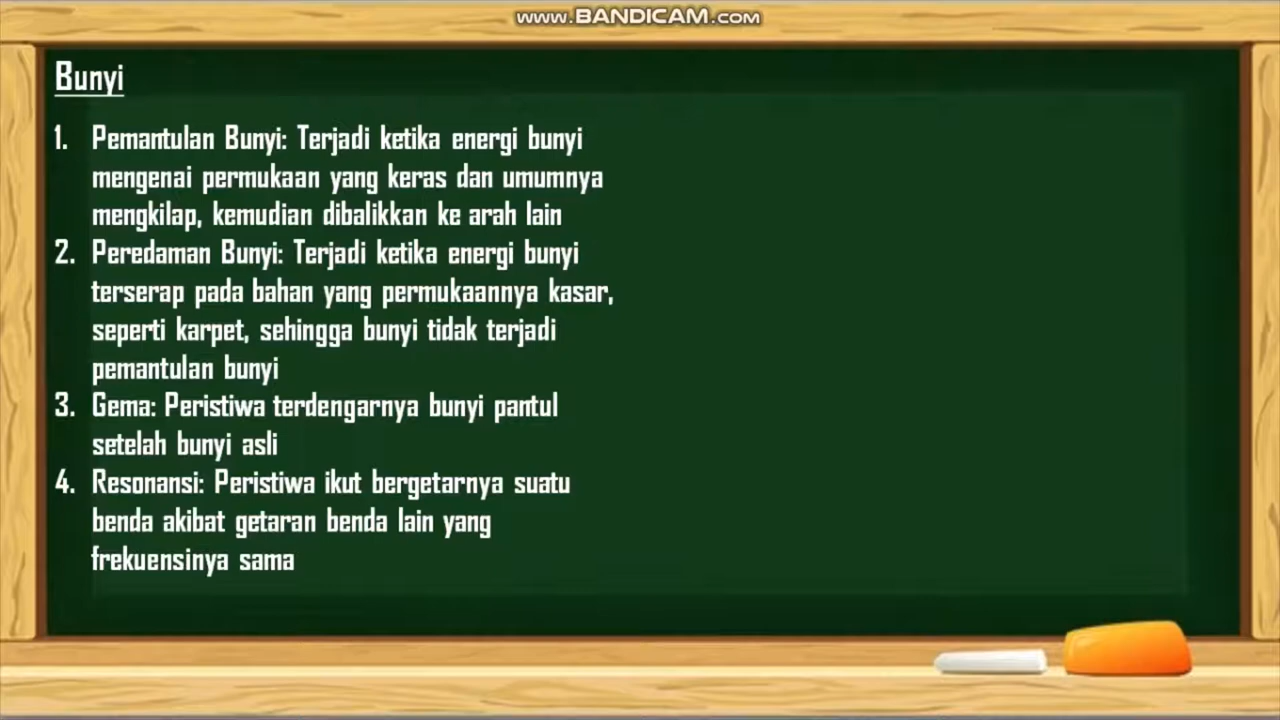 www.BANDICAM.com
Bunyi
1. Pemantulan Bunyi: Terjadi ketika energi bunyi
mengenai permukaan yang keras dan umumnya
mengkilap, kemudian dibalikkan ke arah lain
2. Peredaman Bunyi: Terjadi ketika energi bunyi
terserap pada bahan yang permukaannya kasar,
seperti karpet, sehingga bunyi tidak terjadi
pemantulan bunyi
3. Gema: Peristiwa terdengarnya bunyi pantul
setelah bunyi asli
4. Resonansi: Peristiwa ikut bergetarnya suatu
benda akibat getaran benda lain yang
frekuensinya sama